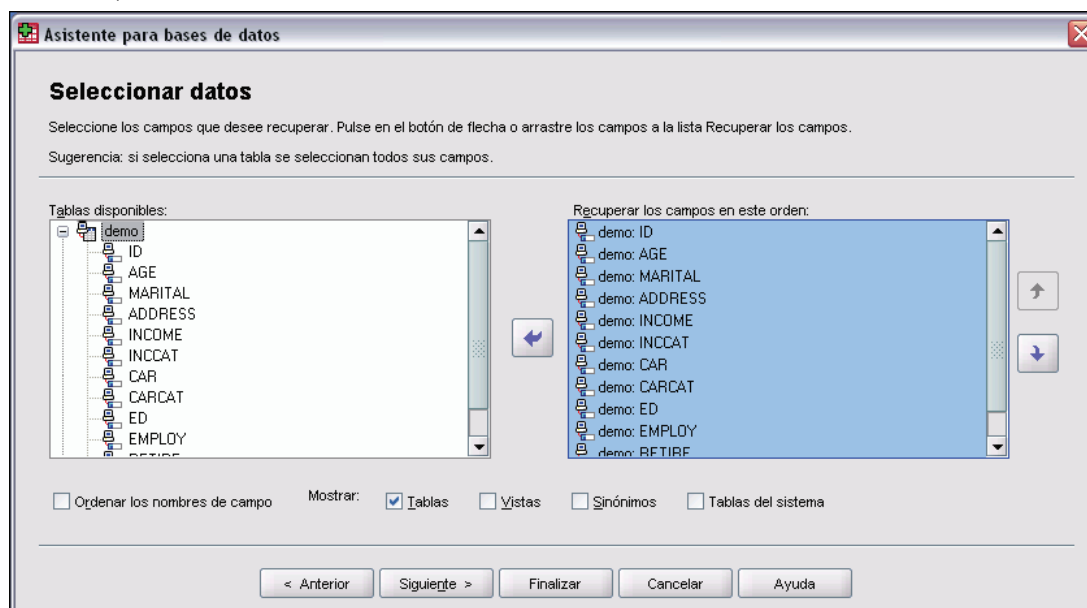 Asistente para bases de datos
Seleccionar datos
Seleccione los campos que desee recuperar. Pulse en el botón de flecha o arrastre los campos a la lista Recuperar los campos.
Sugerencia: si selecciona una tabla se seleccionan todos sus campos.
Tablas disponibles:
demo
ID
AGE
MARITAL
ADDRESS
INCOME
INCCAT
CAR
CARCAT
ED
EMPLOY
RETIRE
Recuperar los campos en este orden:
demo: ID
demo: AGE
demo: MARITAL
demo: ADDRESS
demo: INCOME
demo: INCCAT
demo: CAR
demo: CARCAT
demo: ED
demo: EMPLOY
demo: RETIRE
Ordenar los nombres de campo Mostrar: Tablas Vistas Sinónimos Tablas del sistema
< Anterior Siguiente > Finalizar Cancelar Ayuda